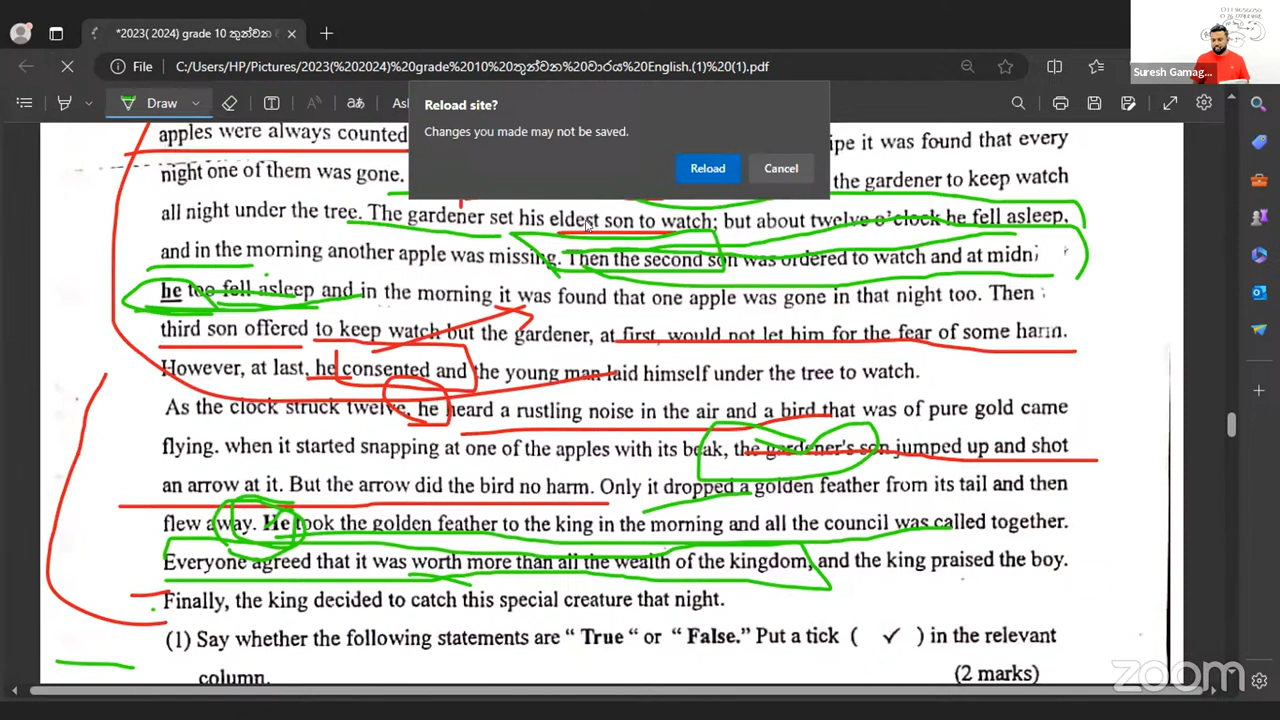 *2023( 2024) grade 10 තුන්වන ව
File
C:/Users/HP/Pictures/2023(%202024)%20grade%2010%20තුන්වන%20වාරය%20English.(1)%20(1).pdf
Draw
aあ
As
Suresh Gamag...
Reload site?
Changes you made may not be saved.
Reload
Cancel
apples were always counted
ipe it was found that every
night one of them was gone.
the gardener to keep watch
all night under the tree. The gardener set his eldest son to watch; but about twelve o'clock he fell asleep,
and in the morning another apple was missing. Then the second son was ordered to watch and at midni
he too fell asleep and in the morning it was found that one apple was gone in that night too. Then
third son offered to keep watch but the gardener, at first, would not let him for the fear of some harm.
However, at last, he consented and the young man laid himself under the tree to watch.
As the clock struck twelve, he heard a rustling noise in the air and a bird that was of pure gold came
flying. when it started snapping at one of the apples with its beak, the gardener's son jumped up and shot
an arrow at it. But the arrow did the bird no harm. Only it dropped a golden feather from its tail and then
flew away. He took the golden feather to the king in the morning and all the council was called together.
Everyone agreed that it was worth more than all the wealth of the kingdom, and the king praised the boy.
Finally, the king decided to catch this special creature that night.
(1) Say whether the following statements are “ True “ or “ False.” Put a tick ( ✓ ) in the relevant
column.
(2 marks)
zoom